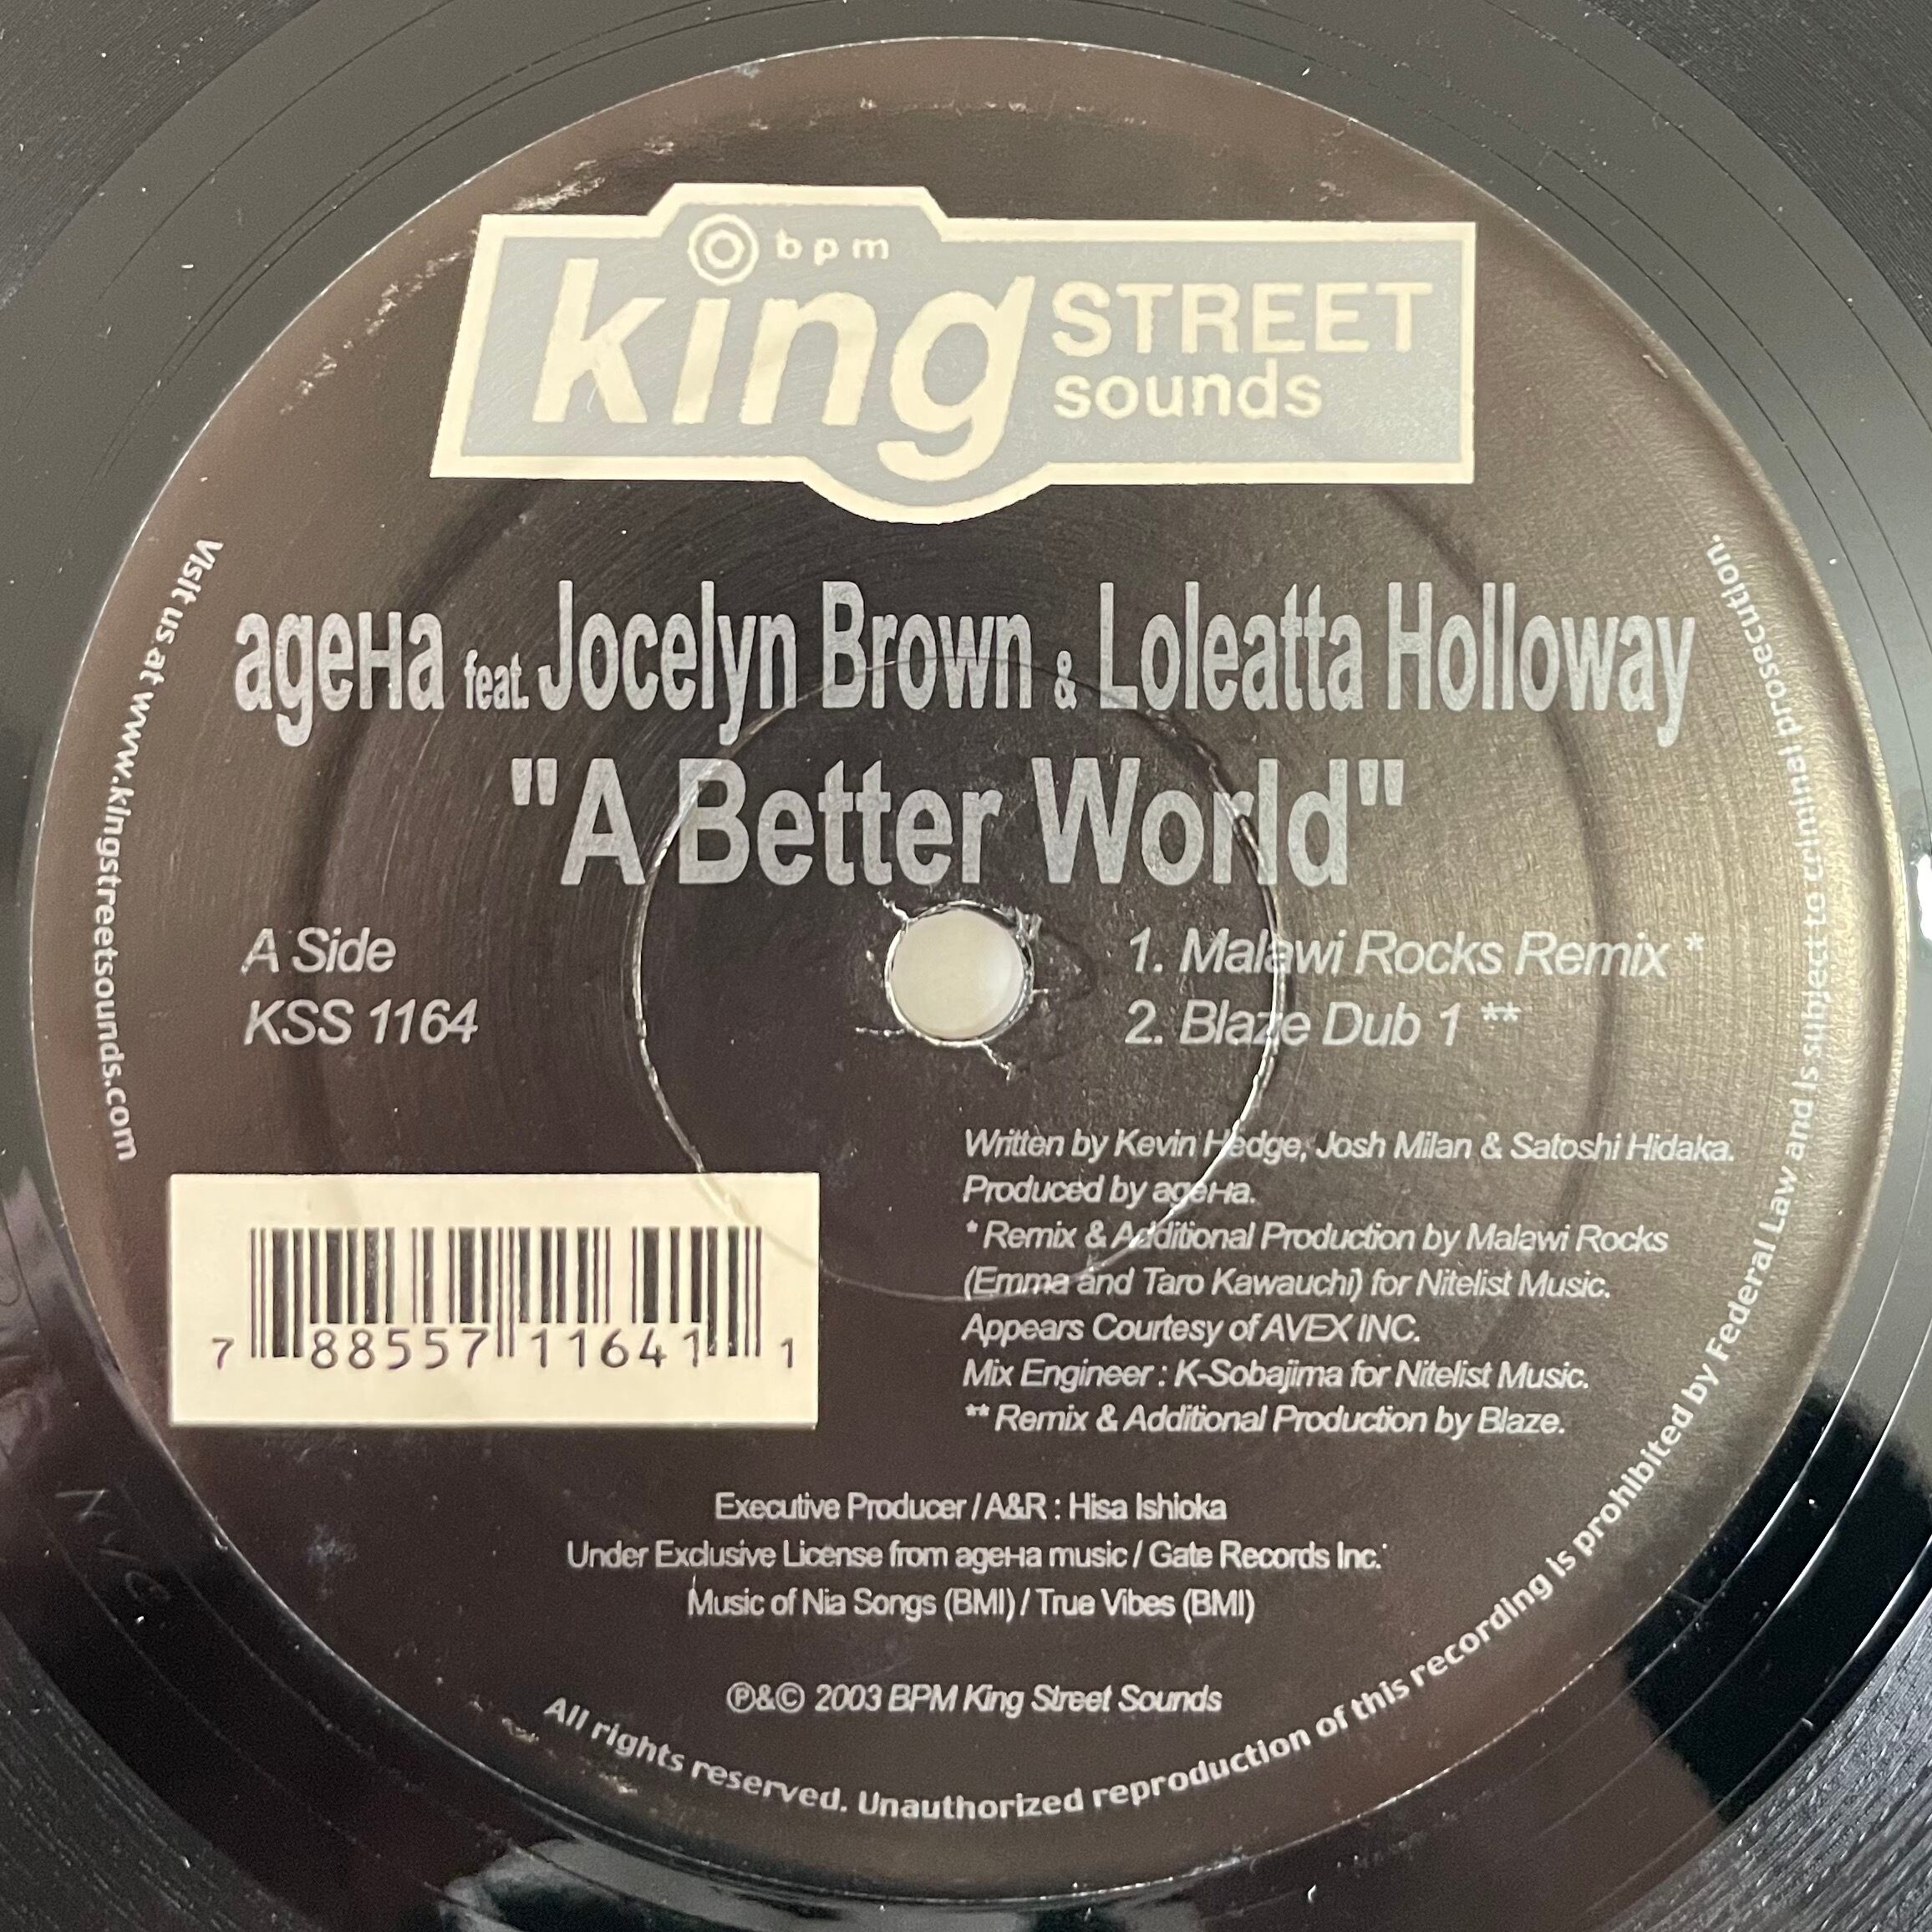 bpm
king STREET
sounds
ageHa feat. Jocelyn Brown & Loleatta Holloway
"A Better World"
A Side
KSS 1164
1. Malawi Rocks Remix *
2. Blaze Dub 1 **
Written by Kevin Hedge, Josh Milan & Satoshi Hidaka.
Produced by ageHa.
* Remix & Additional Production by Malawi Rocks
(Emma and Taro Kawauchi) for Nitelist Music.
Appears Courtesy of AVEX INC.
Mix Engineer : K-Sobajima for Nitelist Music.
** Remix & Additional Production by Blaze.
7 88557 11641 1
Executive Producer / A&R : Hisa Ishioka
Under Exclusive License from ageHa music / Gate Records Inc.
Music of Nia Songs (BMI) / True Vibes (BMI)
℗&© 2003 BPM King Street Sounds
Visit us at www.kingstreetsounds.com
All rights reserved. Unauthorized reproduction of this recording is prohibited by Federal Law and is subject to criminal prosecution.